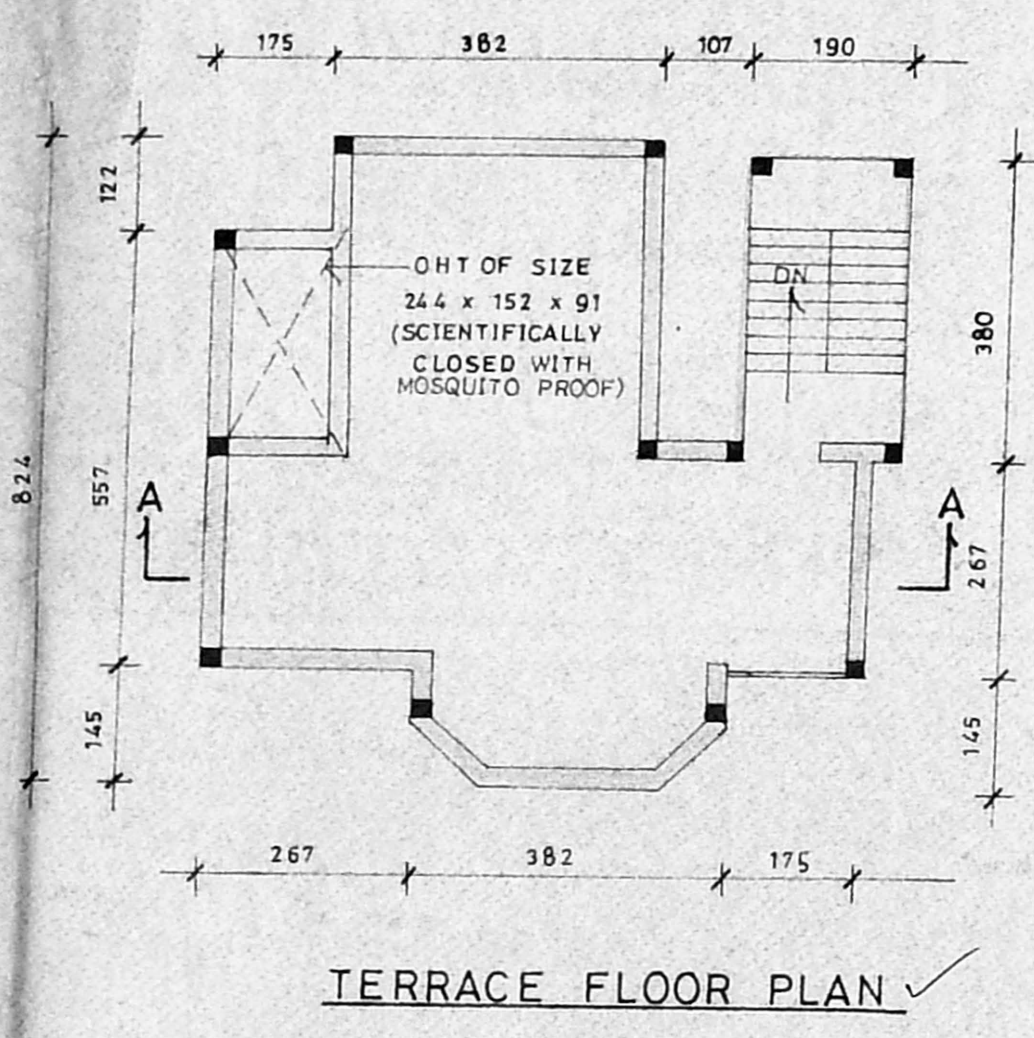 175 382 107 190
122
OHT OF SIZE
244 x 152 x 91
(SCIENTIFICALLY
CLOSED WITH
MOSQUITO PROOF)
DN
380
824
557
A
A
267
145
145
267 382 175
TERRACE FLOOR PLAN